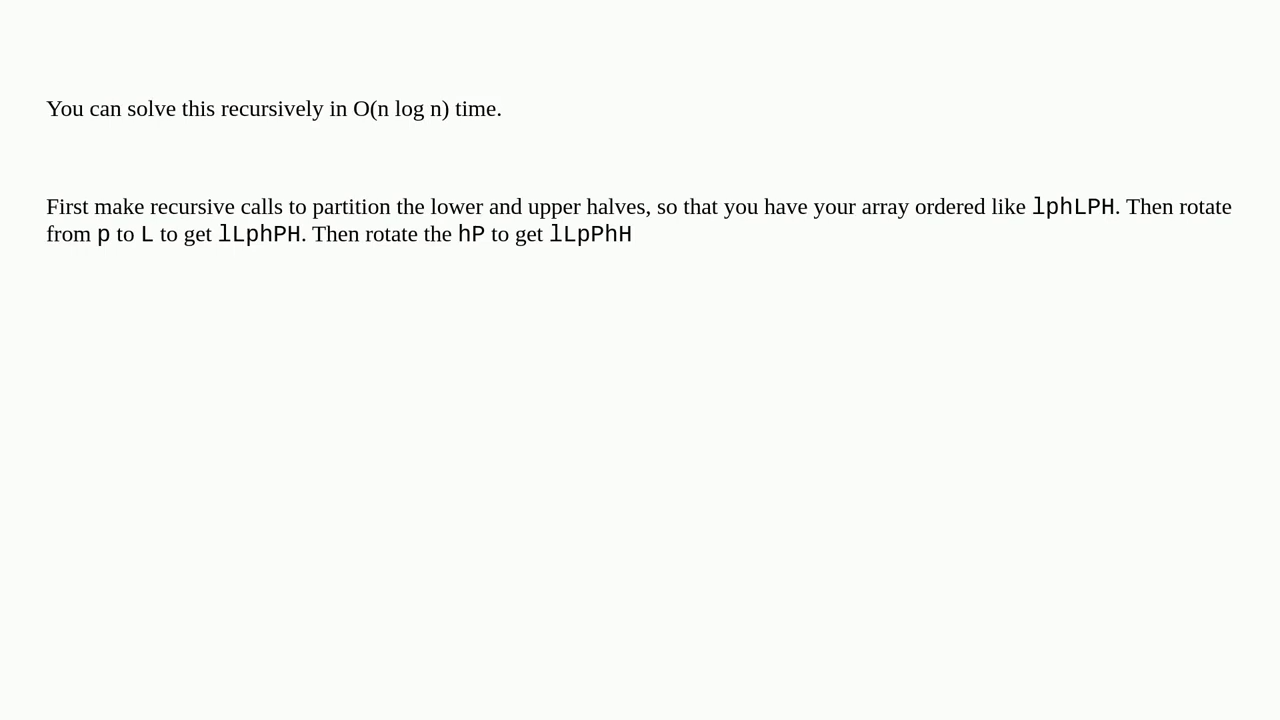 You can solve this recursively in O(n log n) time.
First make recursive calls to partition the lower and upper halves, so that you have your array ordered like lphLPH. Then rotate
from p to L to get lLphPH. Then rotate the hP to get lLpPhH